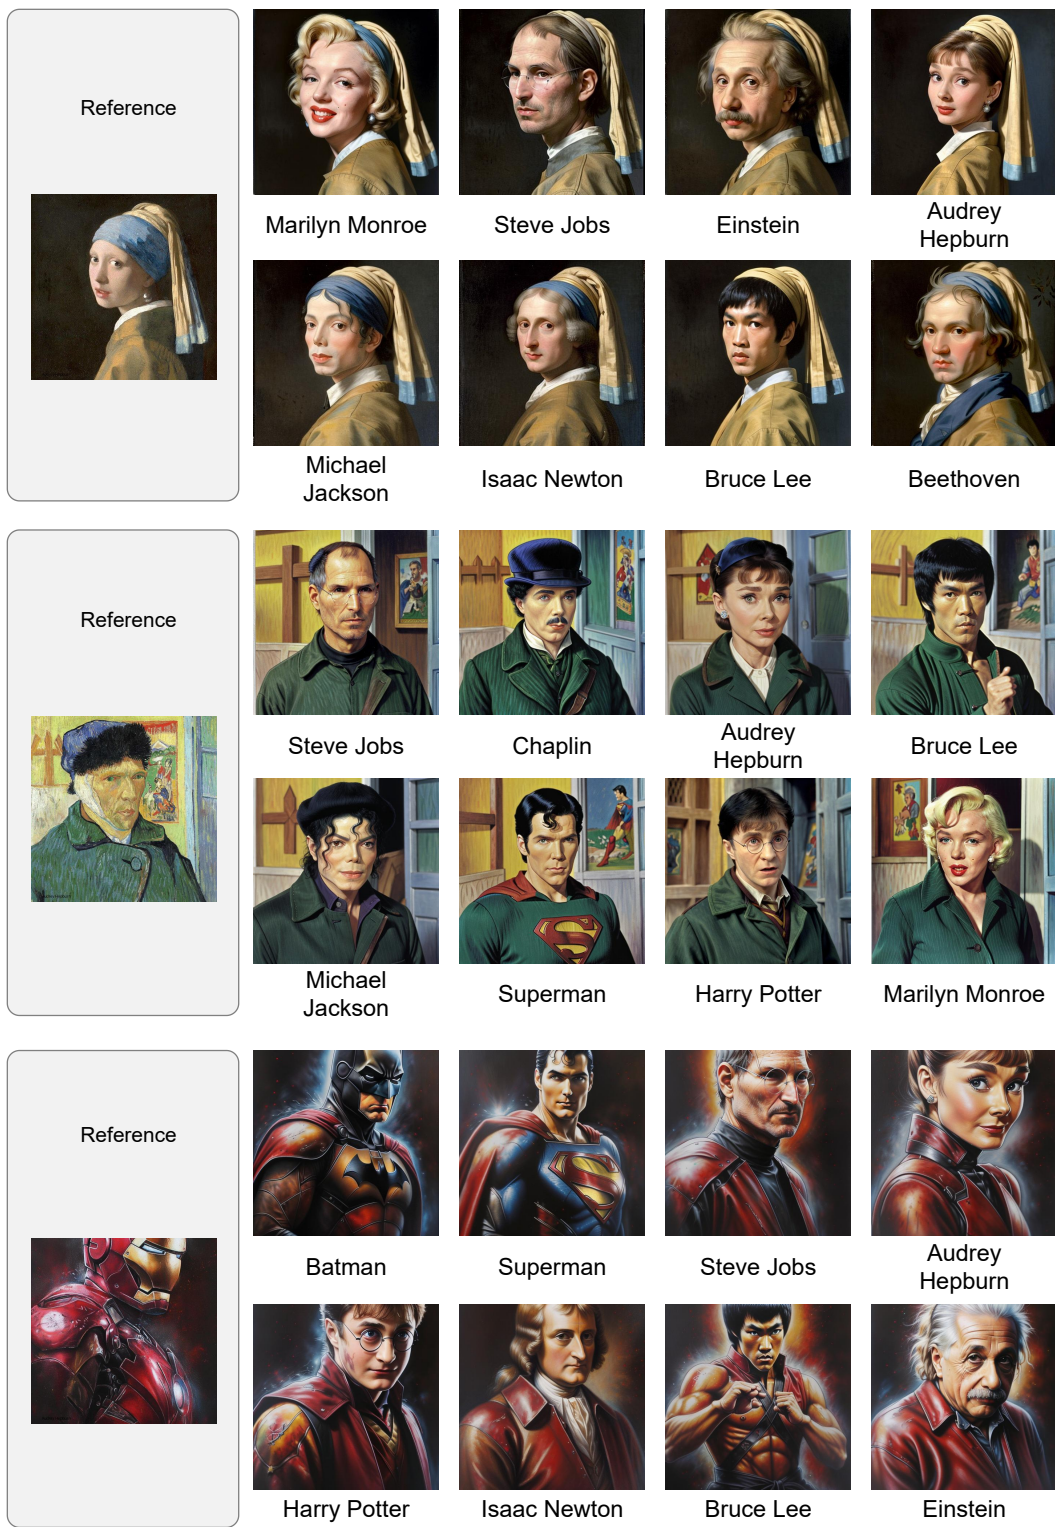 Reference
Marilyn Monroe
Steve Jobs
Einstein
Audrey
Hepburn
Michael
Jackson
Isaac Newton
Bruce Lee
Beethoven
Reference
Steve Jobs
Chaplin
Audrey
Hepburn
Bruce Lee
Michael
Jackson
Superman
Harry Potter
Marilyn Monroe
Reference
Batman
Superman
Steve Jobs
Audrey
Hepburn
Harry Potter
Isaac Newton
Bruce Lee
Einstein